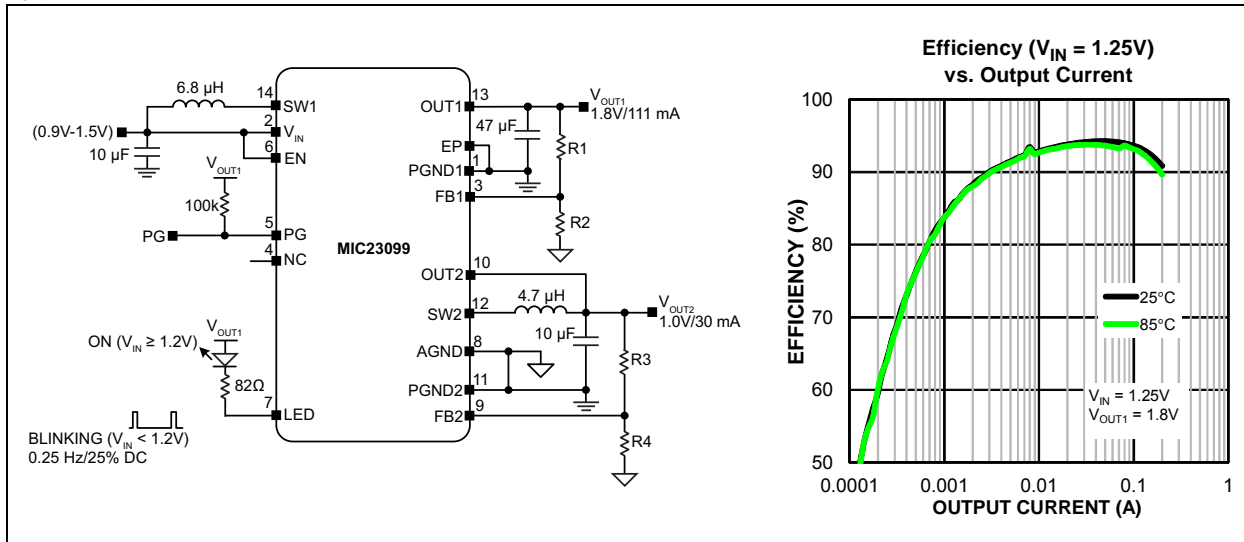 6.8 µH
14
SW1
(0.9V-1.5V)
2
VIN
10 µF
6
EN
VOUT1
100k
PG
5
PG
4
NC
VOUT1
ON (VIN ≥ 1.2V)
82Ω
7
LED
BLINKING (VIN < 1.2V)
0.25 Hz/25% DC
MIC23099
OUT1
13
VOUT1
1.8V/111 mA
47 µF
R1
EP
PGND1
1
FB1
3
R2
OUT2
10
SW2
12
4.7 µH
VOUT2
1.0V/30 mA
10 µF
AGND
8
R3
PGND2
11
FB2
9
R4
Efficiency (VIN = 1.25V)
vs. Output Current
EFFICIENCY (%)
100
90
80
70
60
50
25°C
85°C
VIN = 1.25V
VOUT1 = 1.8V
0.0001 0.001 0.01 0.1 1
OUTPUT CURRENT (A)